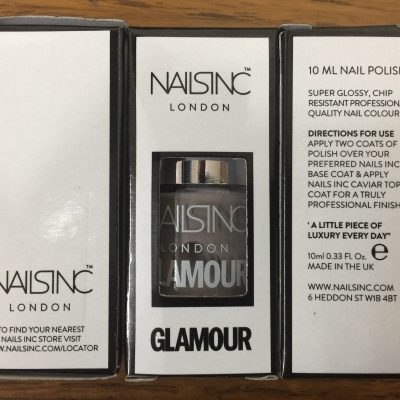 NAILSINC™
LONDON
TO FIND YOUR NEAREST
NAILS INC STORE VISIT
WWW.NAILSINC.COM/LOCATOR
NAILSINC™
LONDON
NAILSINC
LONDON
GLAMOUR
GLAMOUR
10 ML NAIL POLISH
SUPER GLOSSY, CHIP
RESISTANT PROFESSIONAL
QUALITY NAIL COLOUR
DIRECTIONS FOR USE
APPLY TWO COATS OF
POLISH OVER YOUR
PREFERRED NAILS INC
BASE COAT & APPLY
NAILS INC CAVIAR TOP
COAT FOR A TRULY
PROFESSIONAL FINISH
"A LITTLE PIECE OF
LUXURY EVERY DAY"
10ml 0.33 Fl. Oz. ℮
MADE IN THE UK
WWW.NAILSINC.COM
6 HEDDON ST W1B 4BT